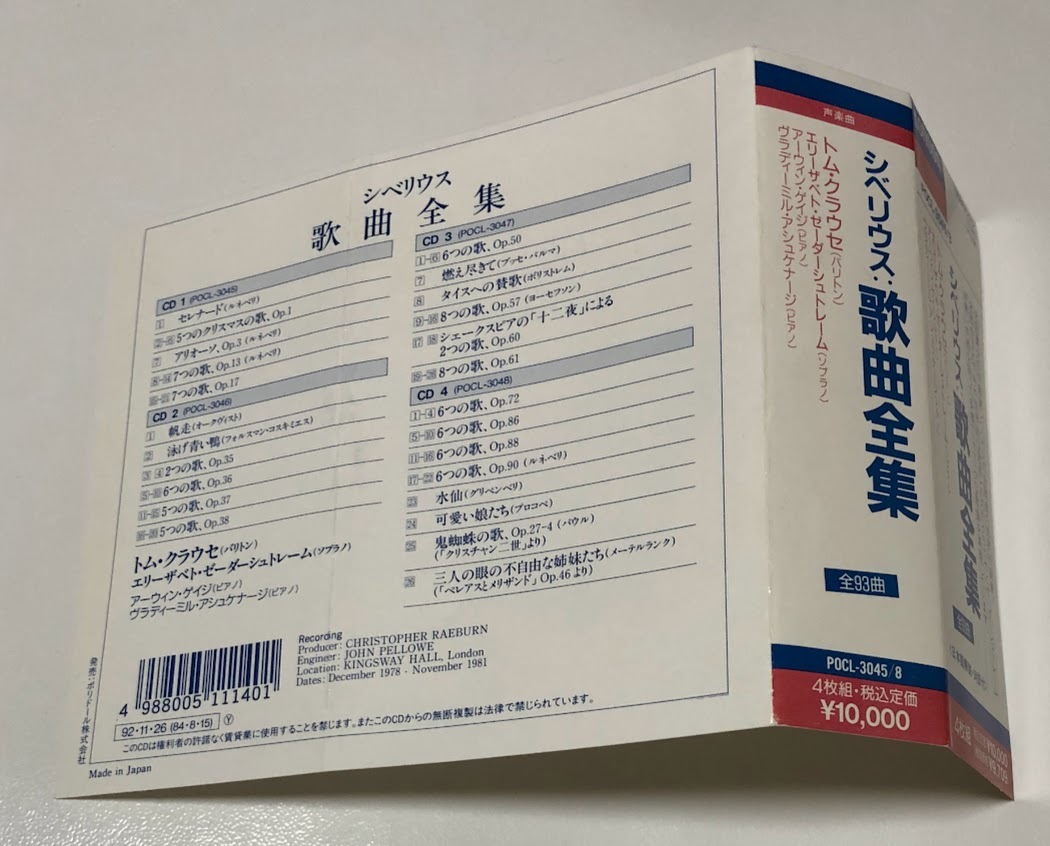 シベリウス
歌曲全集
CD 1 (POCL-3045)
1 セレナード(ルネベリ)
2-6 5つのクリスマスの歌、Op.1
7 アリオーソ、Op.3 (ルネベリ)
8-14 7つの歌、Op.13 (ルネベリ)
7つの歌、Op.17
CD 2 (POCL-3046)
1 帆走(オークヴィスト)
2 泳げ青い鴨(フォルスマン・コスキミエス)
3 4 2つの歌、Op.35
5-10 6つの歌、Op.36
11-15 5つの歌、Op.37
16-20 5つの歌、Op.38
トム・クラウセ(バリトン)
エリーザベト・ゼーダーシュトレーム(ソプラノ)
アーウィン・ゲイジ(ピアノ)
ヴラディーミル・アシュケナージ(ピアノ)
CD 3 (POCL-3047)
1-6 6つの歌、Op.50
7 燃え尽きて(ブッセ・パルマ)
8 タイスへの賛歌(ボリストレム)
9-16 8つの歌、Op.57 (ヨーセフソン)
17 18 シェークスピアの「十二夜」による
2つの歌、Op.60
19-26 8つの歌、Op.61
CD 4 (POCL-3048)
1-4 6つの歌、Op.72
5-10 6つの歌、Op.86
11-16 6つの歌、Op.88
17-22 6つの歌、Op.90 (ルネベリ)
23 水仙(グリペンベリ)
24 可愛い娘たち(プロコペ)
25 鬼蜘蛛の歌、Op.27-4 (パウル)
(「クリスチャン二世」より)
26 三人の眼の不自由な姉妹たち(メーテルランク)
(「ペレアスとメリザンド」Op.46より)
Recording
Producer: CHRISTOPHER RAEBURN
Engineer: JOHN PELLOWE
Location: KINGSWAY HALL, London
Dates: December 1978 - November 1981
4 988005 111401
92・11・26 (84・8・15) Ⓨ
このCDは権利者の許諾なく賃貸業に使用することを禁じます。またこのCDからの無断複製は法律で禁じられています。
発売:ポリドール株式会社
Made in Japan
声楽曲
シベリウス:歌曲全集
トム・クラウセ(バリトン)
エリーザベト・ゼーダーシュトレーム(ソプラノ)
アーウィン・ゲイジ(ピアノ)
ヴラディーミル・アシュケナージ(ピアノ)
全93曲
POCL-3045/8
4枚組・税込定価
¥10,000
4枚組
¥10,000
¥9,709